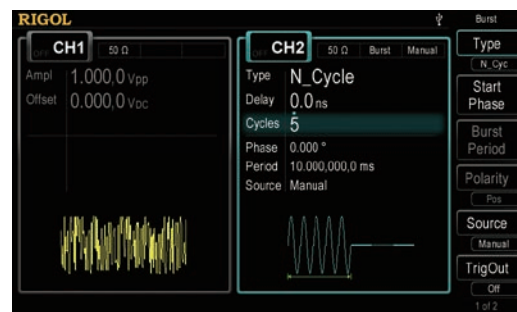 RIGOL
Burst
OFF CH1 50 Ω
Ampl 1.000,0 Vpp
Offset 0.000,0 VDC
OFF CH2 50 Ω Burst Manual
Type N_Cycle
Delay 0.0 ns
Cycles 5
Phase 0.000 °
Period 10.000,000,0 ms
Source Manual
Type
N_Cyc
Start
Phase
Burst
Period
Polarity
Pos
Source
Manual
TrigOut
Off
1 of 2